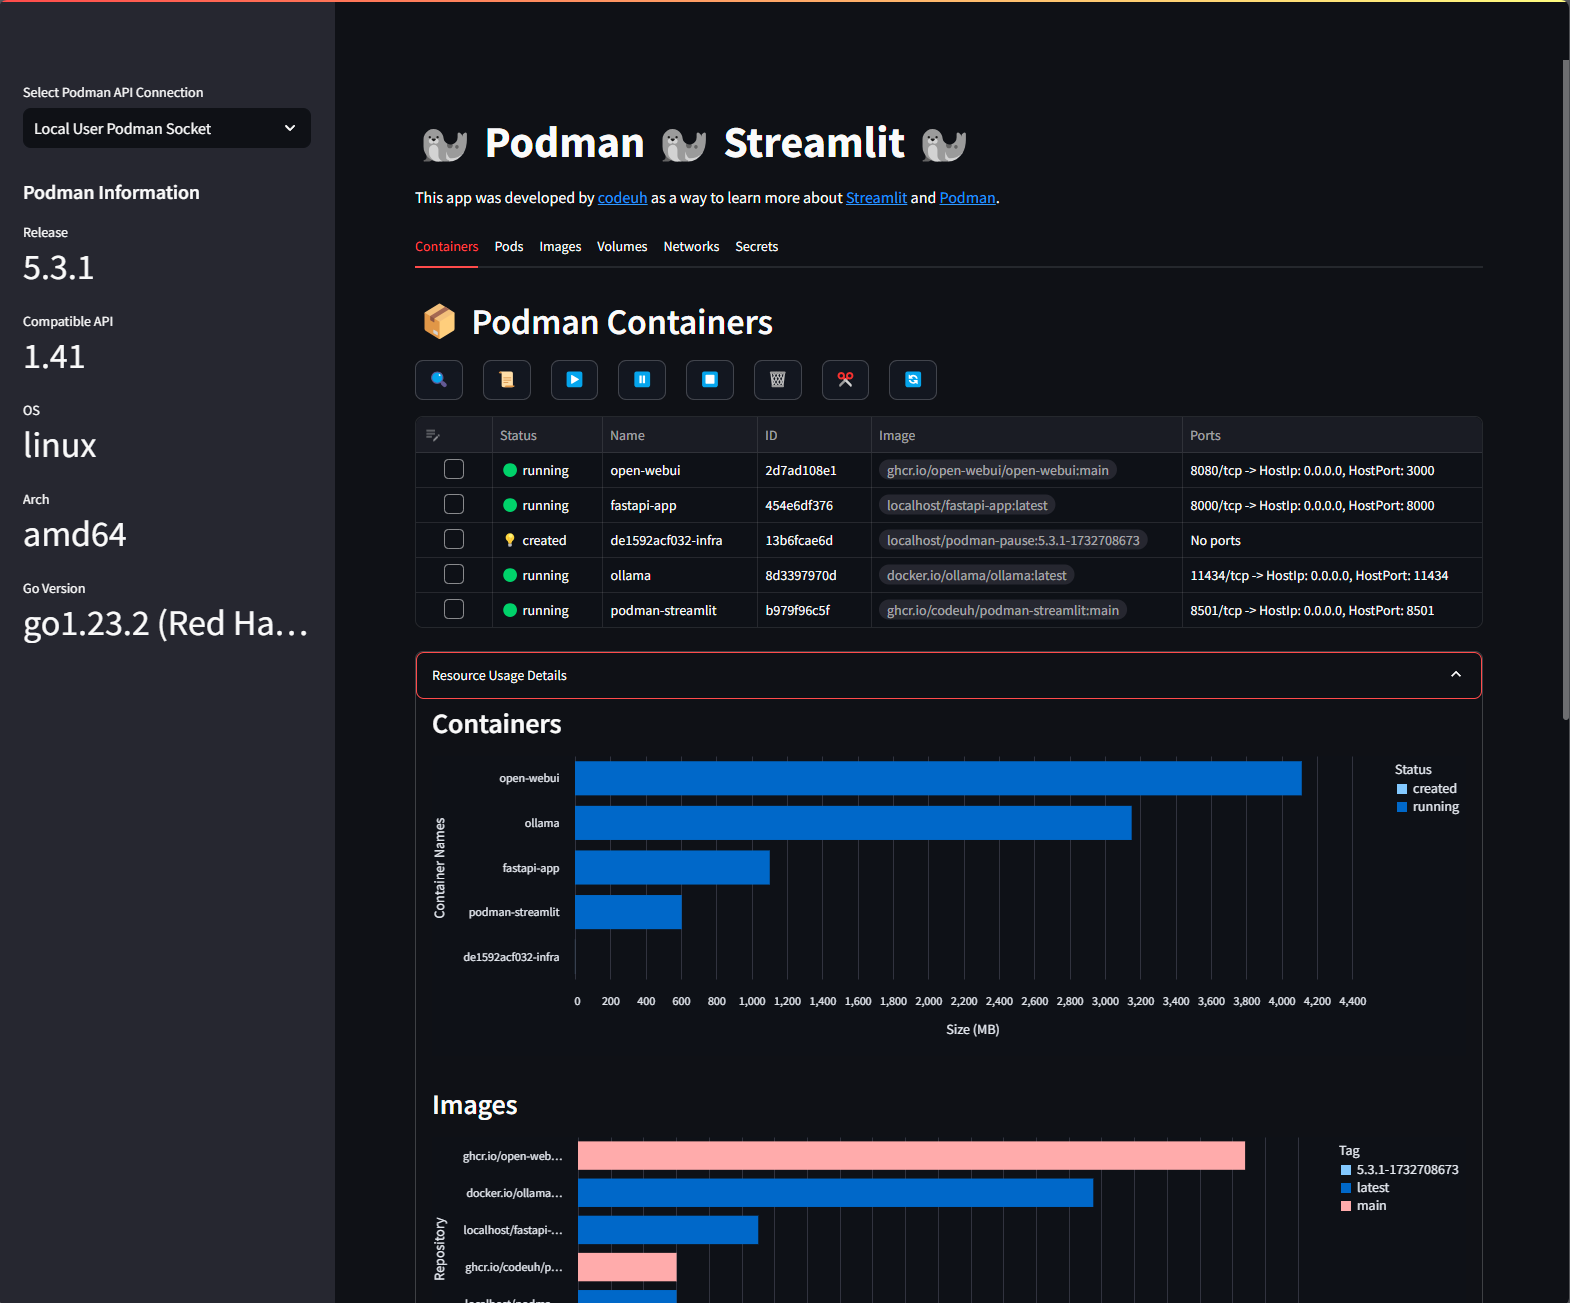 Select Podman API Connection
Local User Podman Socket
Podman Information
Release
5.3.1
Compatible API
1.41
OS
linux
Arch
amd64
Go Version
go1.23.2 (Red Ha...
Podman Streamlit
This app was developed by codeuh as a way to learn more about Streamlit and Podman.
Containers Pods Images Volumes Networks Secrets
Podman Containers
Status Name ID Image Ports
running open-webui 2d7ad108e1 ghcr.io/open-webui/open-webui:main 8080/tcp -> HostIp: 0.0.0.0, HostPort: 3000
running fastapi-app 454e6df376 localhost/fastapi-app:latest 8000/tcp -> HostIp: 0.0.0.0, HostPort: 8000
created de1592acf032-infra 13b6fcae6d localhost/podman-pause:5.3.1-1732708673 No ports
running ollama 8d3397970d docker.io/ollama/ollama:latest 11434/tcp -> HostIp: 0.0.0.0, HostPort: 11434
running podman-streamlit b979f96c5f ghcr.io/codeuh/podman-streamlit:main 8501/tcp -> HostIp: 0.0.0.0, HostPort: 8501
Resource Usage Details
Containers
Container Names
open-webui
ollama
fastapi-app
podman-streamlit
de1592acf032-infra
0 200 400 600 800 1,000 1,200 1,400 1,600 1,800 2,000 2,200 2,400 2,600 2,800 3,000 3,200 3,400 3,600 3,800 4,000 4,200 4,400
Size (MB)
Status
created
running
Images
Repository
ghcr.io/open-web...
docker.io/ollama...
localhost/fastapi-...
ghcr.io/codeuh/p...
Tag
5.3.1-1732708673
latest
main